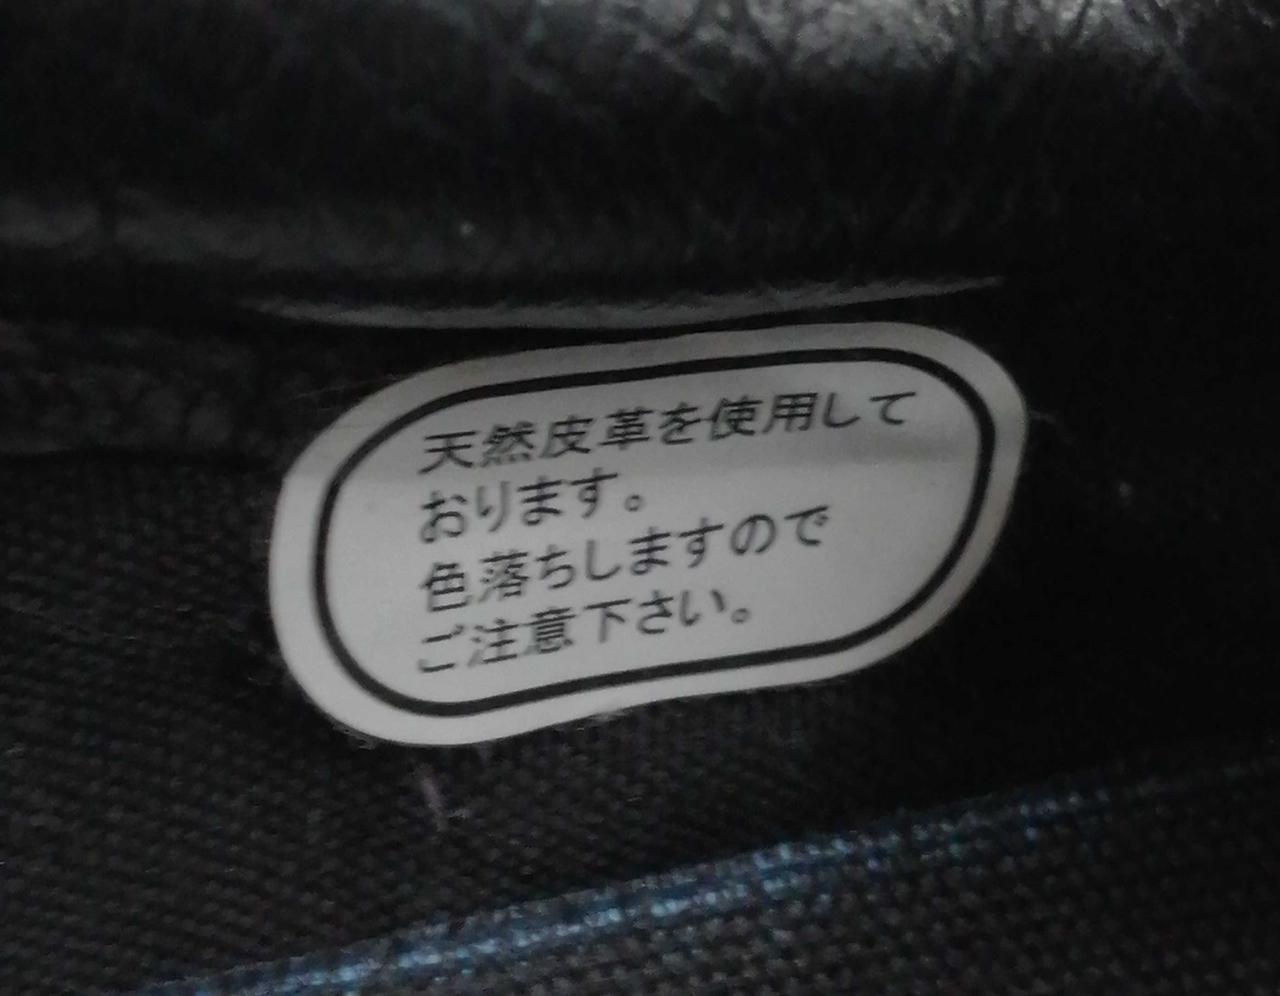 天然皮革を使用して
おります。
色落ちしますので
ご注意下さい。